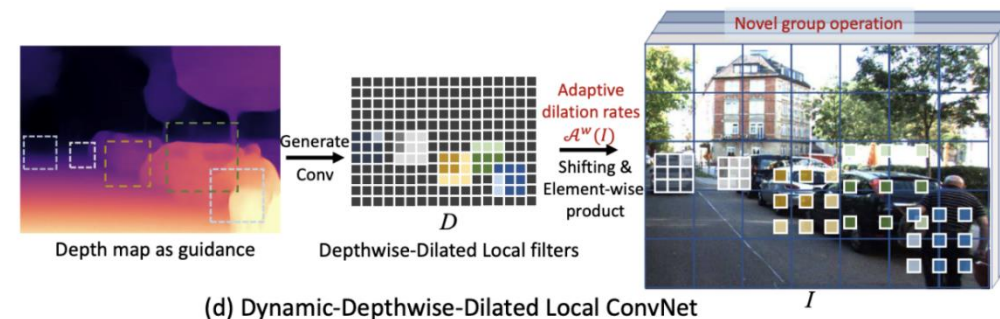 Novel group operation
Generate
Conv
Adaptive
dilation rates
𝒜ʷ(I)
Shifting &
Element-wise
product
Depth map as guidance
D
Depthwise-Dilated Local filters
I
(d) Dynamic-Depthwise-Dilated Local ConvNet